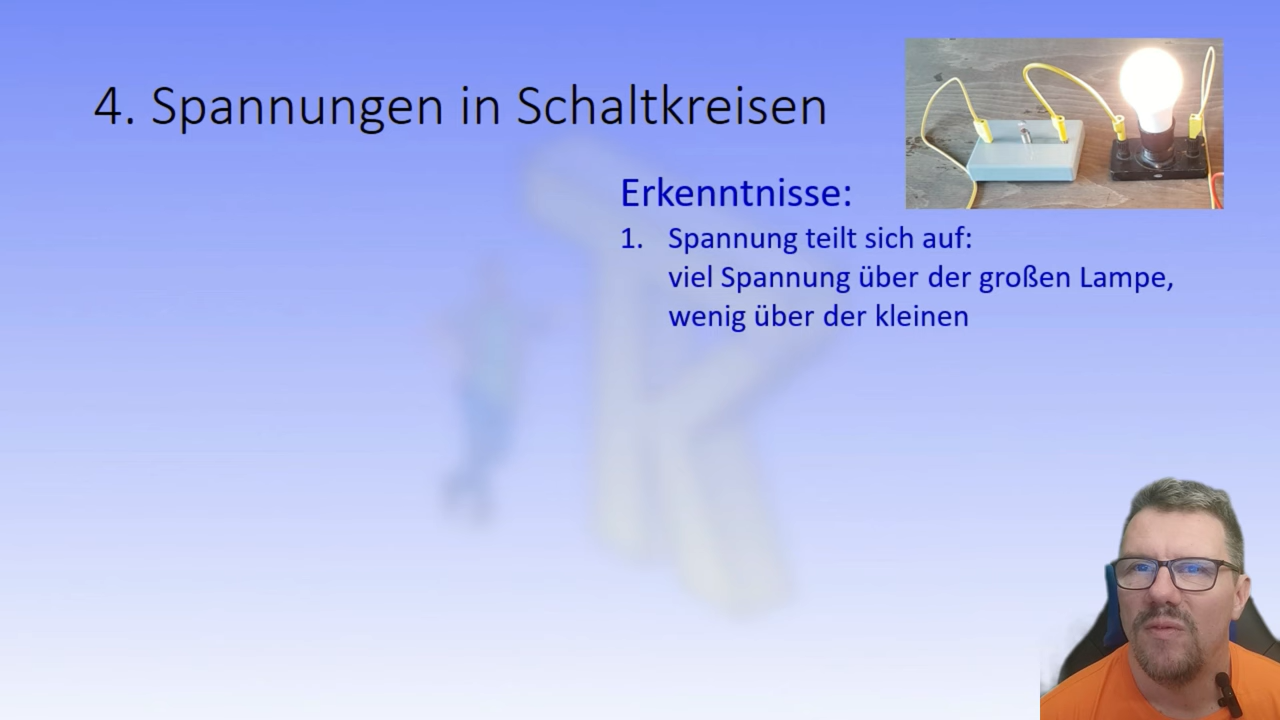 4. Spannungen in Schaltkreisen
Erkenntnisse:
1. Spannung teilt sich auf:
viel Spannung über der großen Lampe,
wenig über der kleinen